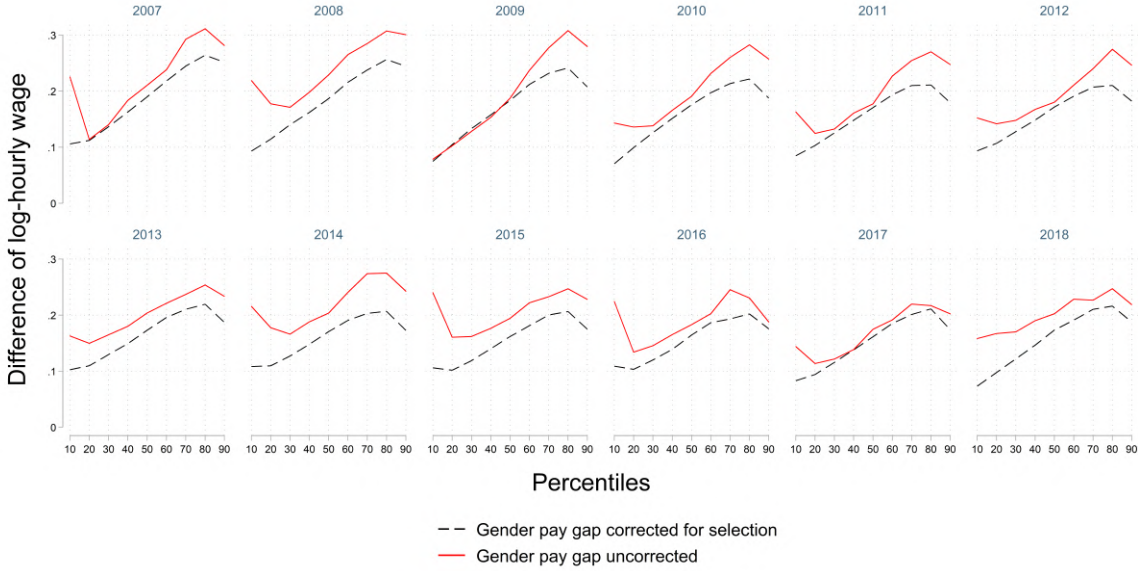 2007 2008 2009 2010 2011 2012
.3
.2
.1
0
2013 2014 2015 2016 2017 2018
.3
.2
.1
0
10 20 30 40 50 60 70 80 90 10 20 30 40 50 60 70 80 90 10 20 30 40 50 60 70 80 90 10 20 30 40 50 60 70 80 90 10 20 30 40 50 60 70 80 90 10 20 30 40 50 60 70 80 90
Difference of log-hourly wage
Percentiles
Gender pay gap corrected for selection
Gender pay gap uncorrected